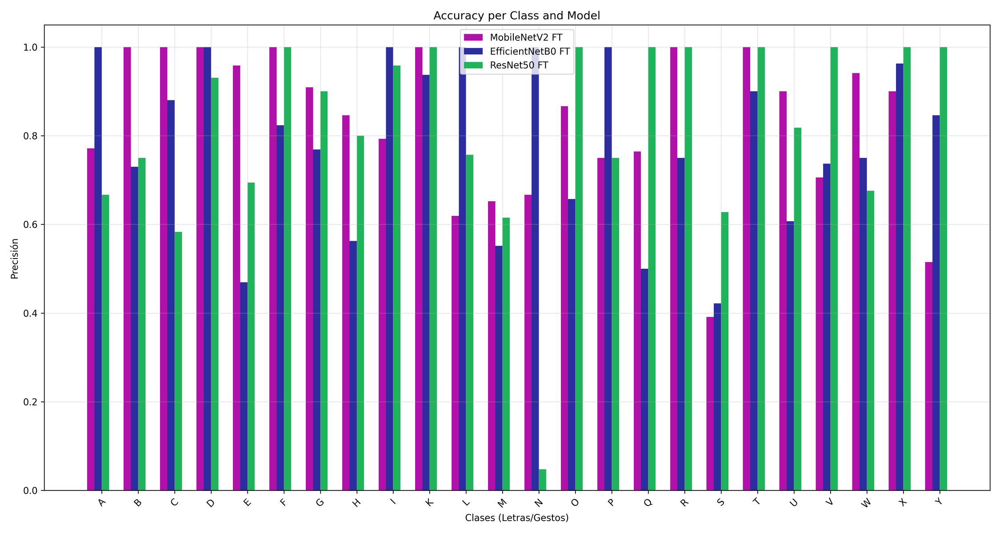 Accuracy per Class and Model
MobileNetV2 FT
EfficientNetB0 FT
ResNet50 FT
Precisión
1.0
0.8
0.6
0.4
0.2
0.0
A B C D E F G H I K L M N O P Q R S T U V W X Y
Clases (Letras/Gestos)